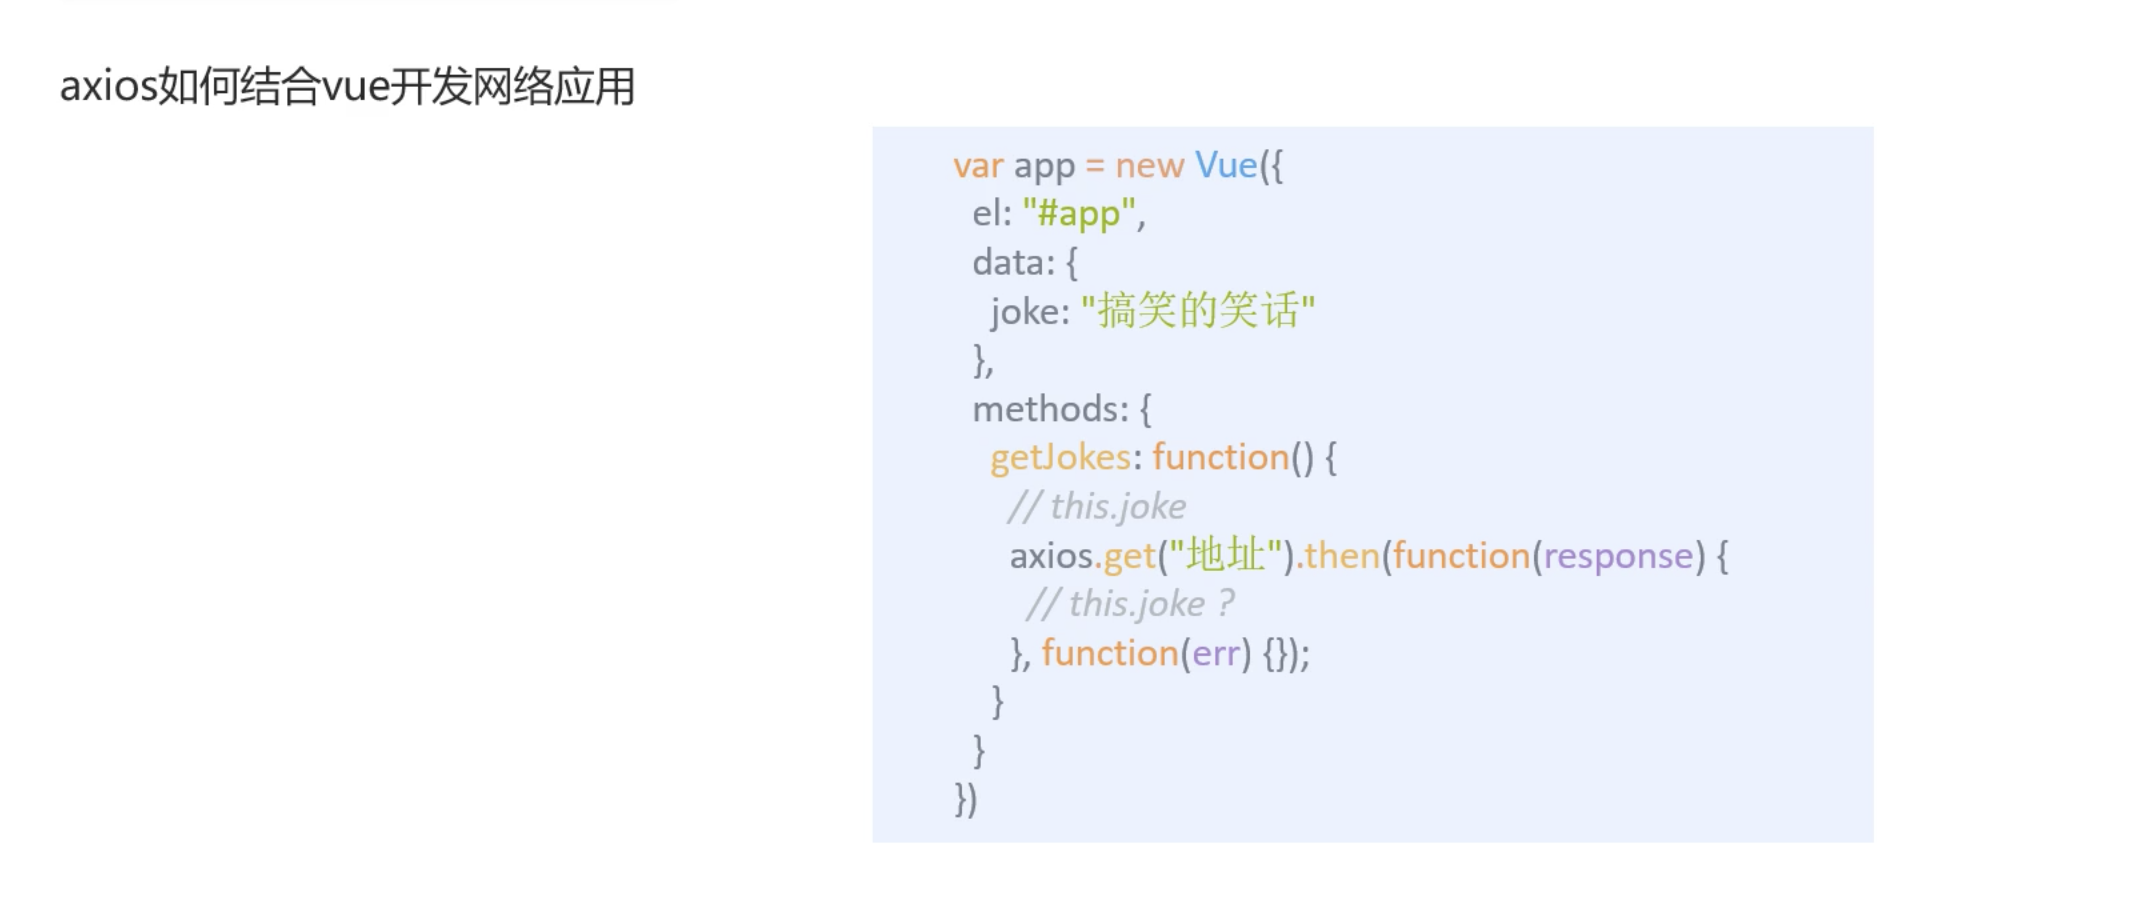 axios如何结合vue开发网络应用
var app = new Vue({
el: "#app",
data: {
joke: "搞笑的笑话"
},
methods: {
getJokes: function() {
// this.joke
axios.get("地址").then(function(response) {
// this.joke ?
}, function(err) {});
}
}
})